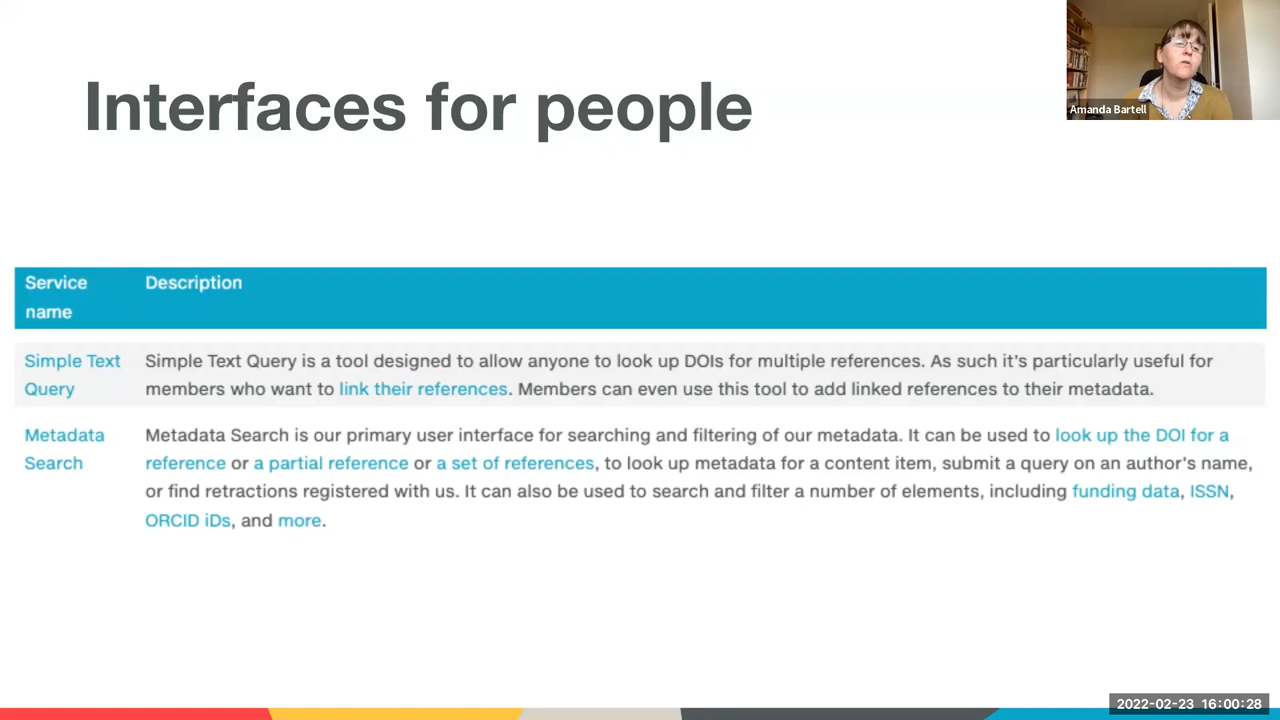 Interfaces for people
Amanda Bartell
Service
name
Description
Simple Text
Query
Simple Text Query is a tool designed to allow anyone to look up DOIs for multiple references. As such it's particularly useful for
members who want to link their references. Members can even use this tool to add linked references to their metadata.
Metadata
Search
Metadata Search is our primary user interface for searching and filtering of our metadata. It can be used to look up the DOI for a
reference or a partial reference or a set of references, to look up metadata for a content item, submit a query on an author's name,
or find retractions registered with us. It can also be used to search and filter a number of elements, including funding data, ISSN,
ORCID iDs, and more.
2022-02-23 16:00:28